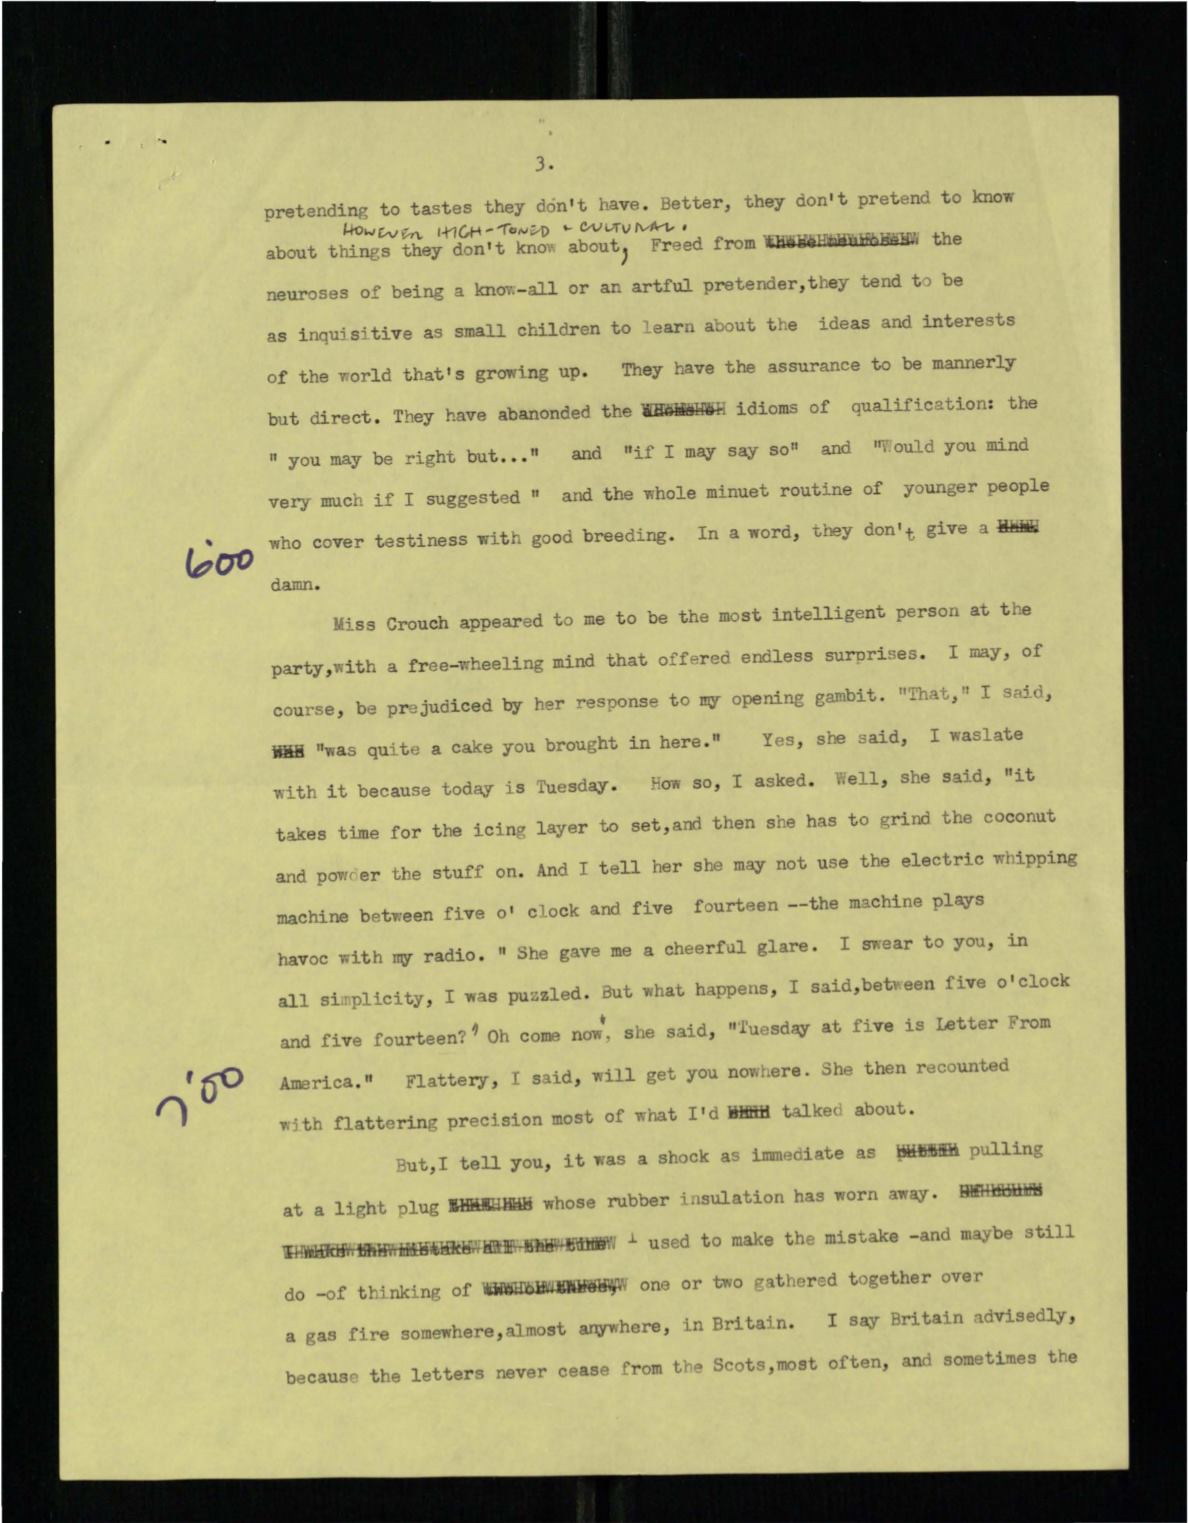 3.
pretending to tastes they don't have. Better, they don't pretend to know
HOWEVER HIGH-TONED & CULTURAL.
about things they don't know about, Freed from these neuroses. the
neuroses of being a know-all or an artful pretender,they tend to be
as inquisitive as small children to learn about the ideas and interests
of the world that's growing up. They have the assurance to be mannerly
but direct. They have abanonded the idioms of qualification: the
" you may be right but..." and "if I may say so" and "Would you mind
very much if I suggested " and the whole minuet routine of younger people
who cover testiness with good breeding. In a word, they don't give a
6'00
damn.
Miss Crouch appeared to me to be the most intelligent person at the
party,with a free-wheeling mind that offered endless surprises. I may, of
course, be prejudiced by her response to my opening gambit. "That," I said,
"was quite a cake you brought in here." Yes, she said, I waslate
with it because today is Tuesday. How so, I asked. Well, she said, "it
takes time for the icing layer to set,and then she has to grind the coconut
and powder the stuff on. And I tell her she may not use the electric whipping
machine between five o' clock and five fourteen --the machine plays
havoc with my radio. " She gave me a cheerful glare. I swear to you, in
all simplicity, I was puzzled. But what happens, I said,between five o'clock
and five fourteen?" Oh come now", she said, "Tuesday at five is Letter From
7'00
America." Flattery, I said, will get you nowhere. She then recounted
with flattering precision most of what I'd talked about.
But,I tell you, it was a shock as immediate as pulling
at a light plug that has whose rubber insulation has worn away. Of cours
I make the mistake all the time I used to make the mistake -and maybe still
do -of thinking of two or three, one or two gathered together over
a gas fire somewhere,almost anywhere, in Britain. I say Britain advisedly,
because the letters never cease from the Scots,most often, and sometimes the